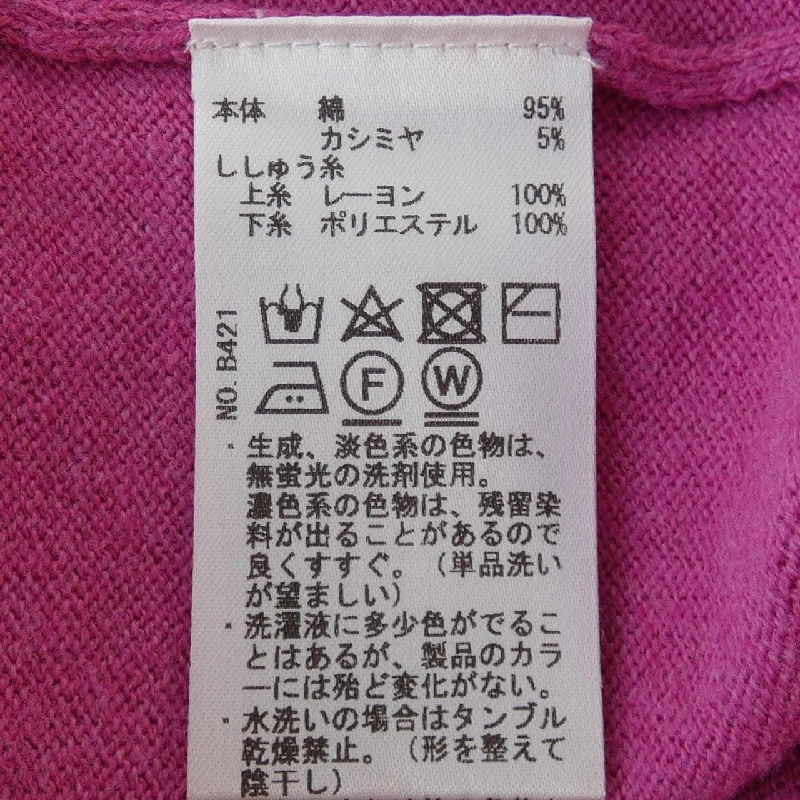 本体 綿 95%
カシミヤ 5%
ししゅう糸
上糸 レーヨン 100%
下糸 ポリエステル 100%
NO. B421
F W
・生成、淡色系の色物は、
無蛍光の洗剤使用。
濃色系の色物は、残留染
料が出ることがあるので
良くすすぐ。（単品洗い
が望ましい）
・洗濯液に多少色がでるこ
とはあるが、製品のカラ
ーには殆ど変化がない。
・水洗いの場合はタンブル
乾燥禁止。（形を整えて
陰干し）